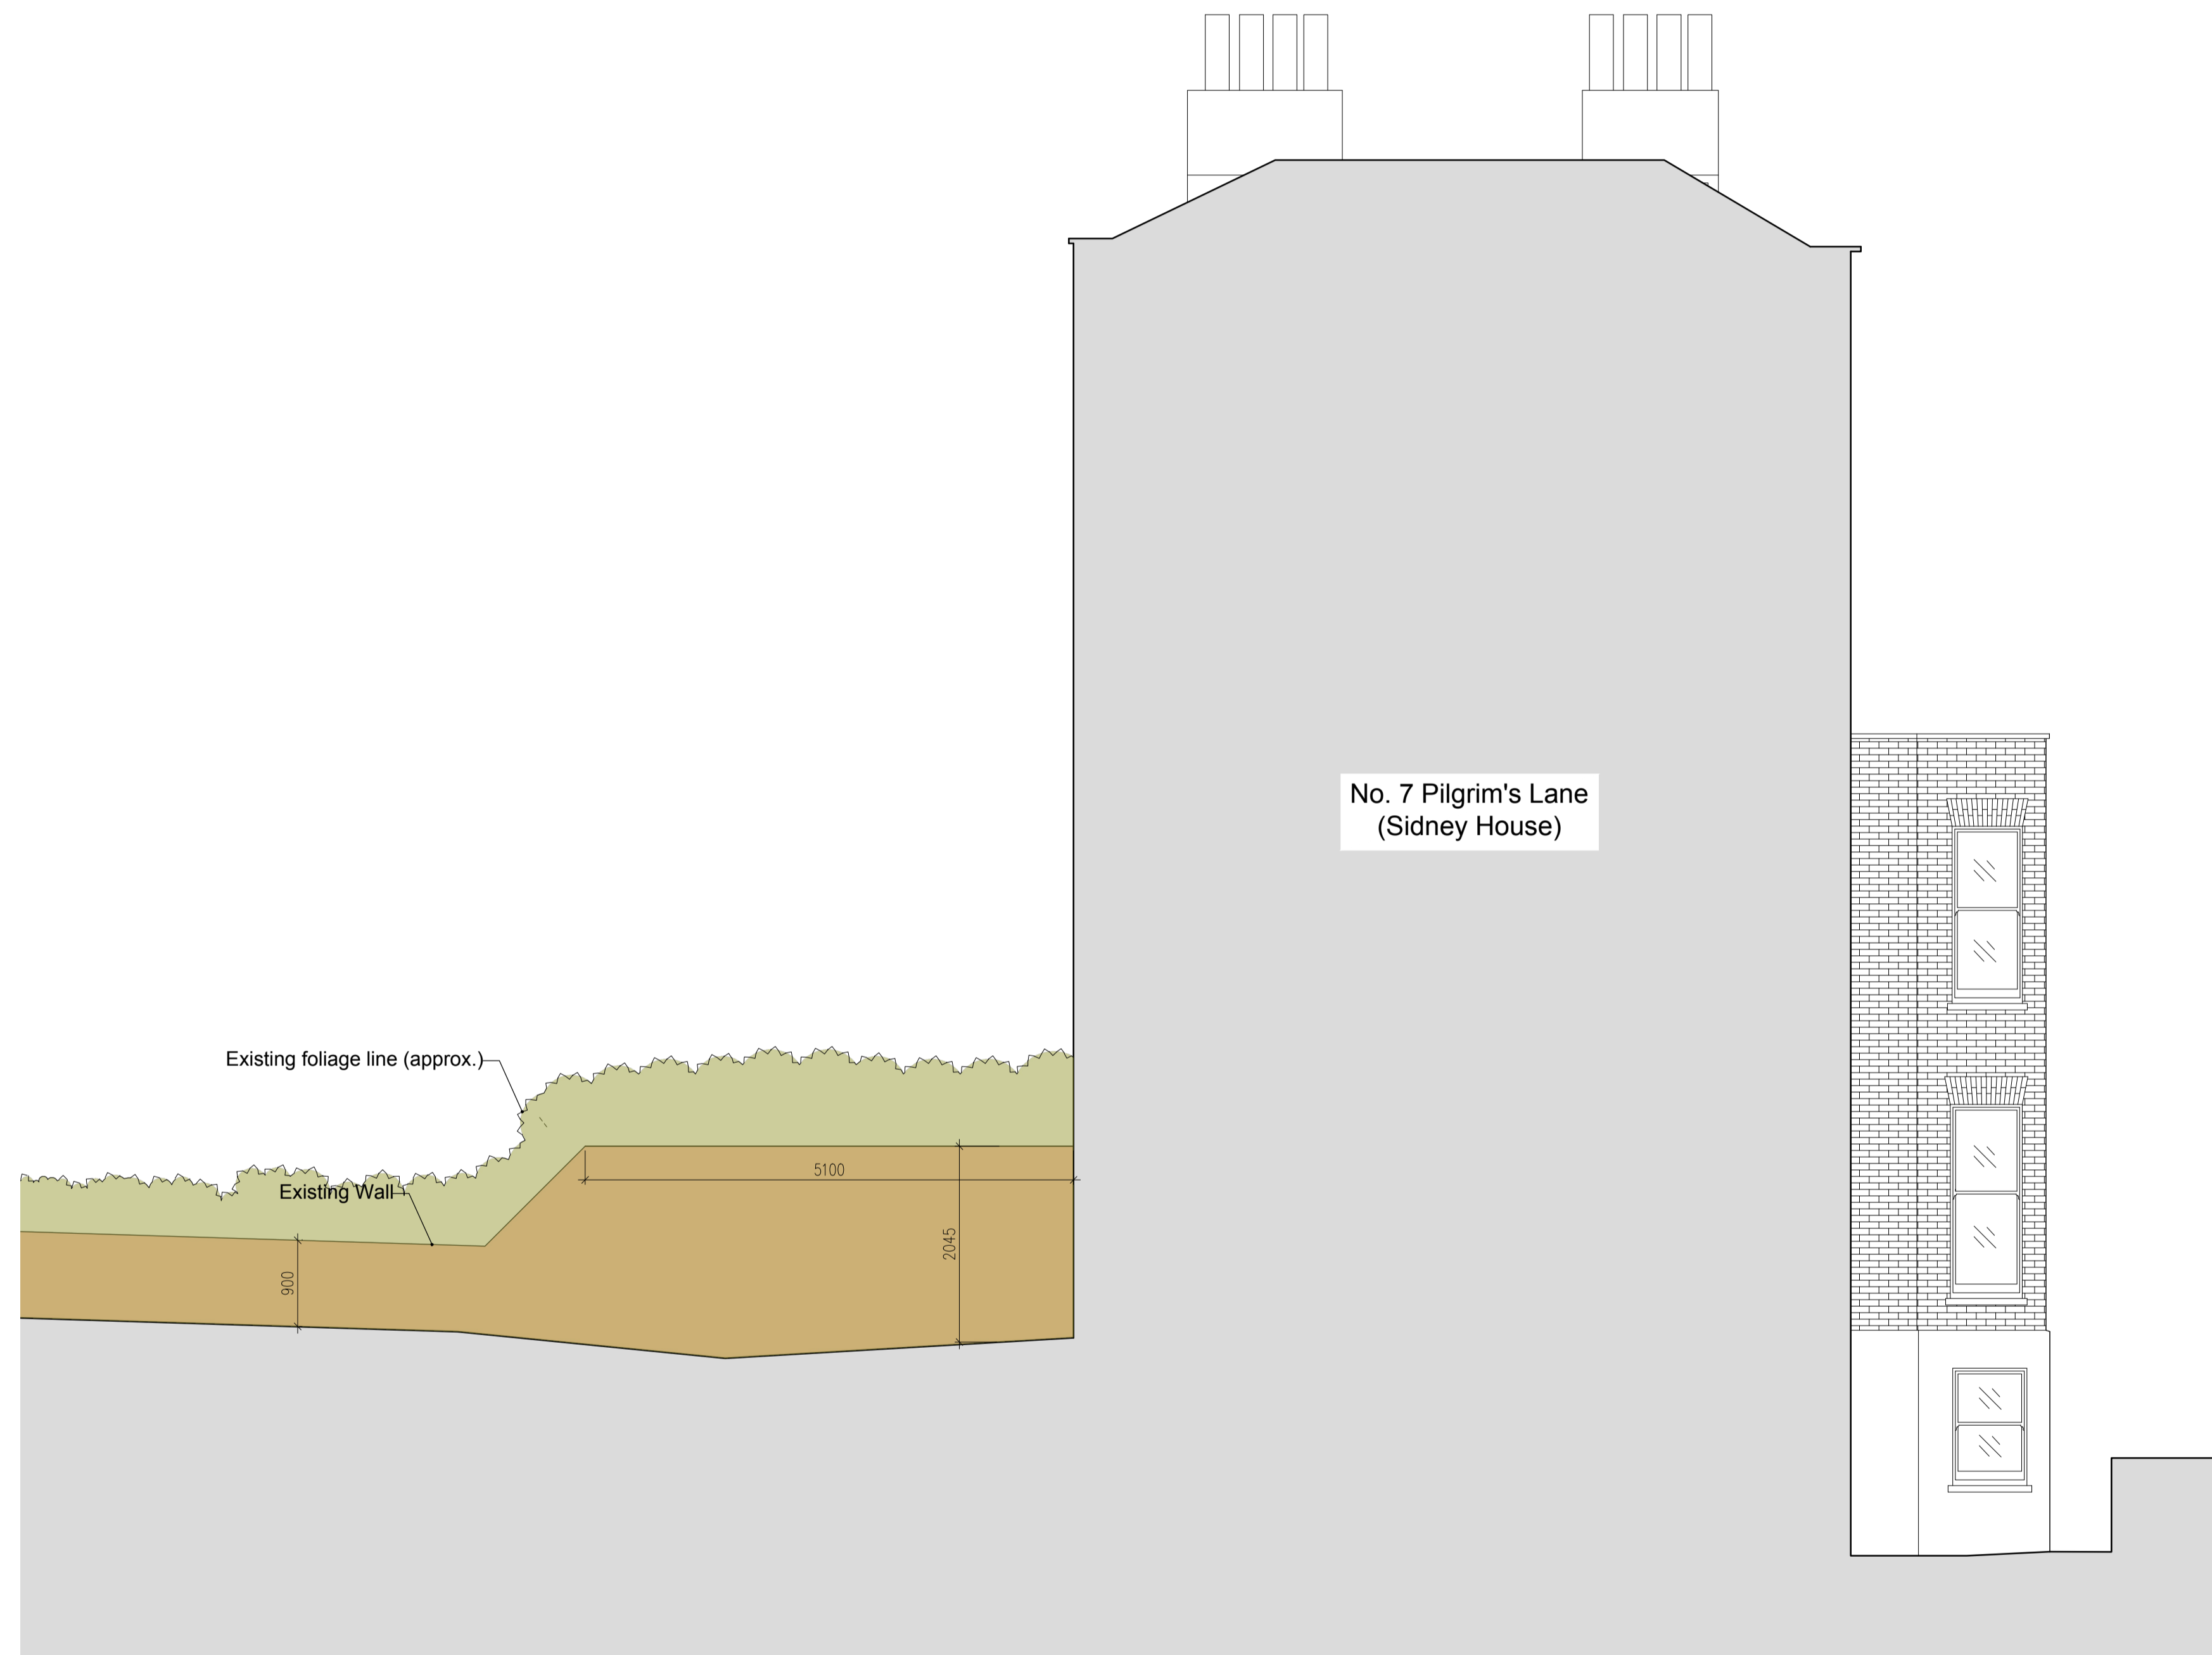 No. 7 Pilgrim's Lane
(Sidney House)
Existing foliage line (approx.)
5100
Existing Wall
2045
900